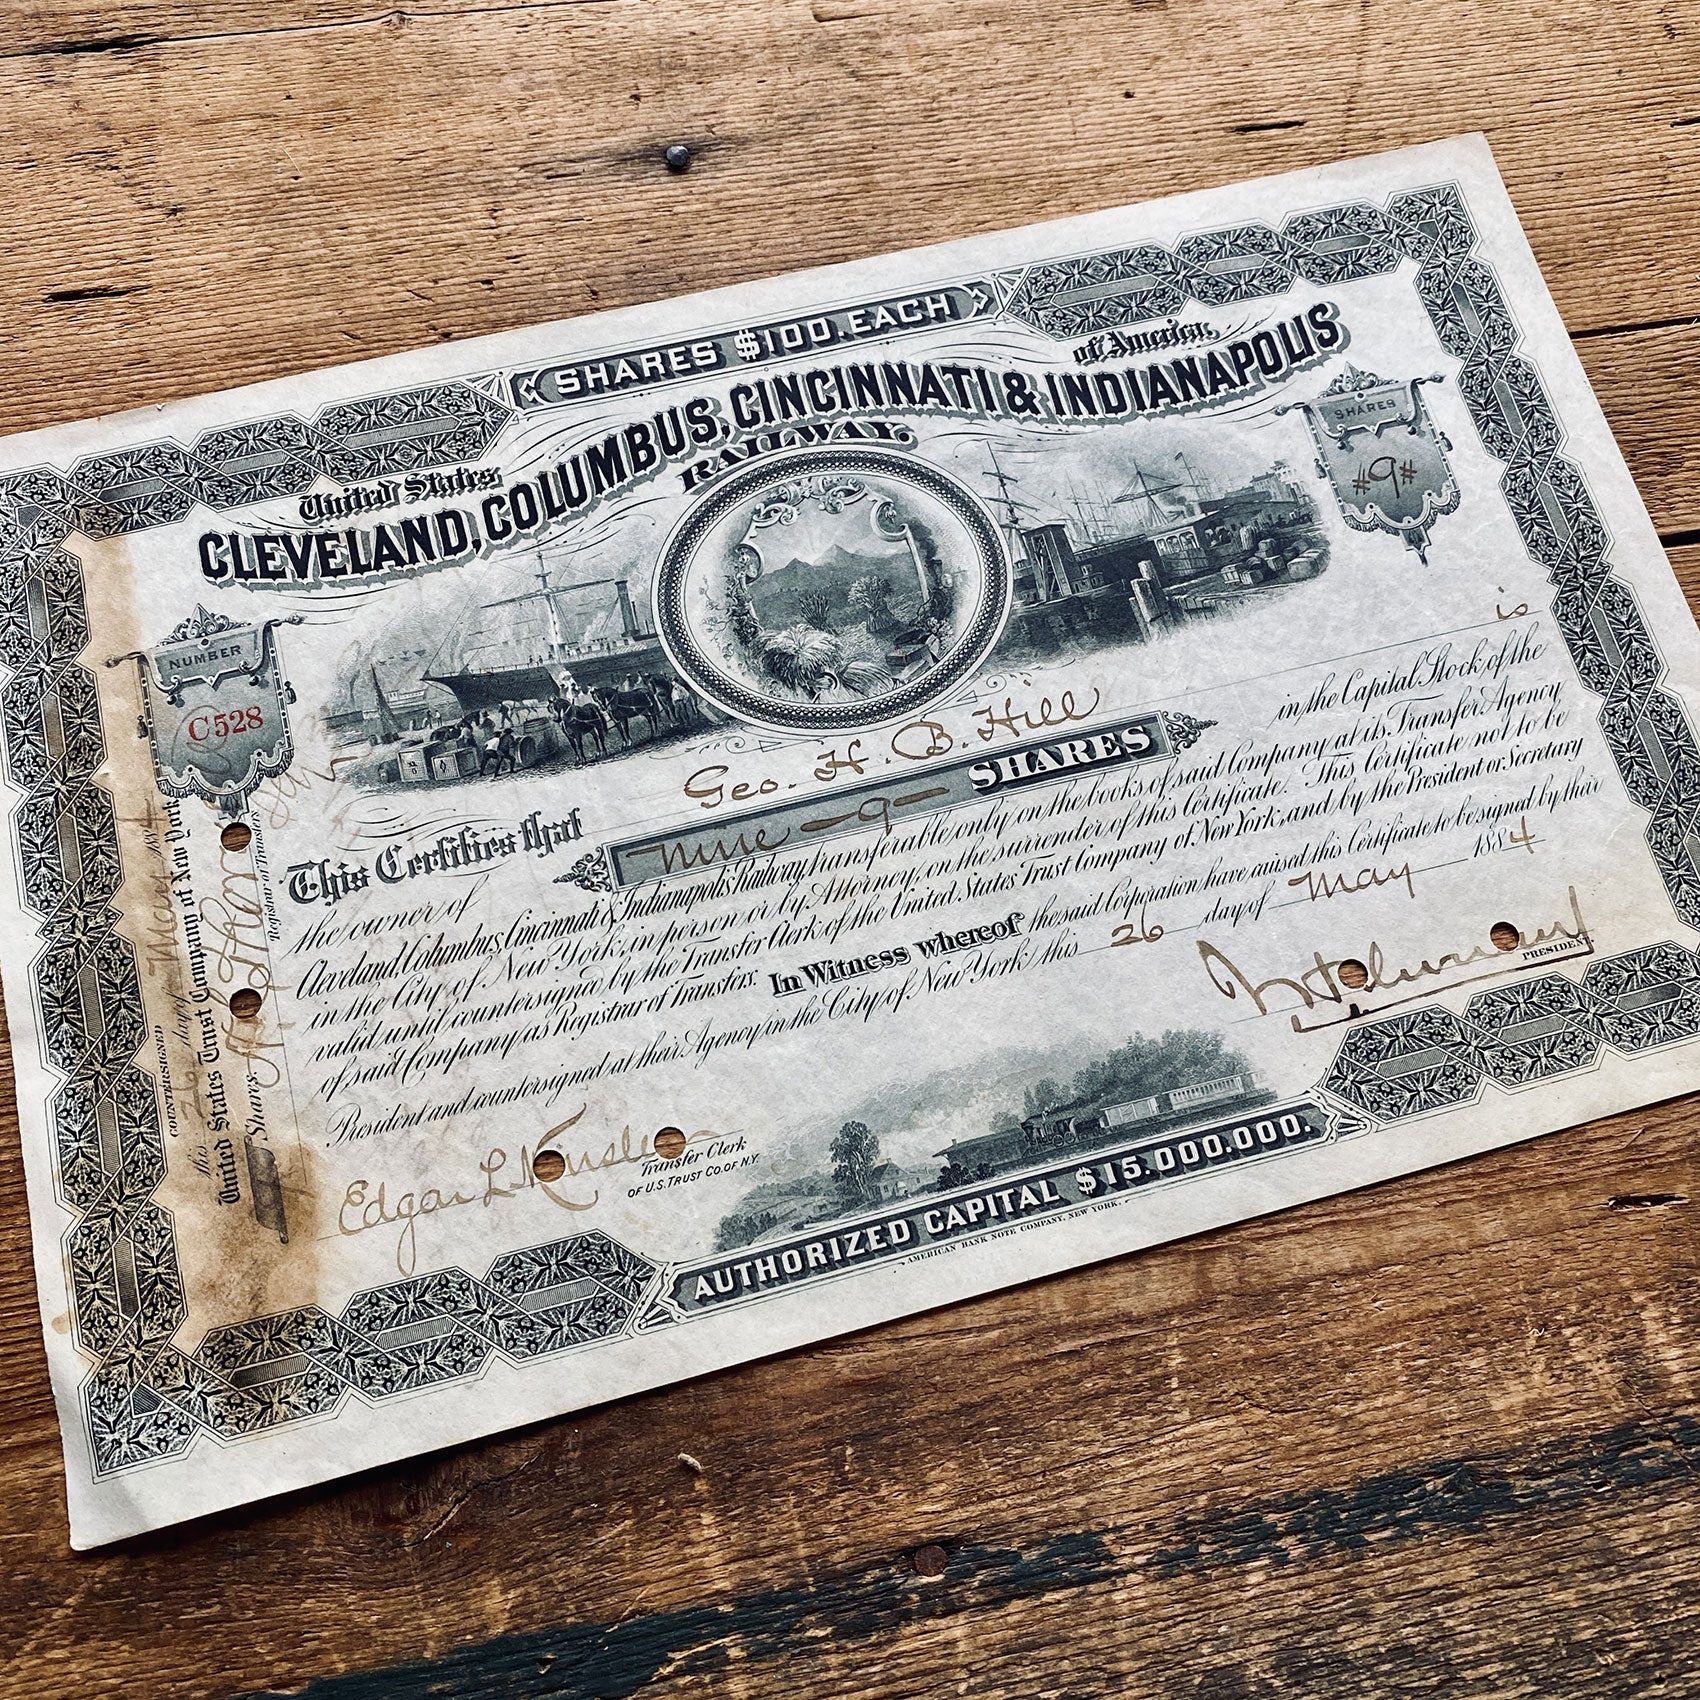 SHARES $100. EACH
United States of America,
CLEVELAND, COLUMBUS, CINCINNATI & INDIANAPOLIS
RAILWAY.
NUMBER
C528
SHARES
#9#
This Certifies that Geo. H. B. Hill is
the owner of Nine -9- SHARES in the Capital Stock of the
Cleveland, Columbus, Cincinnati & Indianapolis Railway, transferable only on the books of said Company at its Transfer Agency
in the City of New York, in person or by Attorney, on the surrender of this Certificate. This Certificate not to be
valid until countersigned by the Transfer Clerk of the United States Trust Company of New York, and by the President or Secretary
of said Company as Registrar of Transfers. In Witness whereof the said Corporation have caused this Certificate to be signed by their
President and countersigned at their Agency in the City of New York this 26 day of May 1884
PRESIDENT.
Edgar L
Transfer Clerk
OF U.S. TRUST CO. OF N.Y.
AUTHORIZED CAPITAL $15.000.000.
AMERICAN BANK NOTE COMPANY, NEW YORK.
COUNTERSIGNED
this 26 day of May 1884
United States Trust Company of New York,
Shares.
Registrar of Transfers